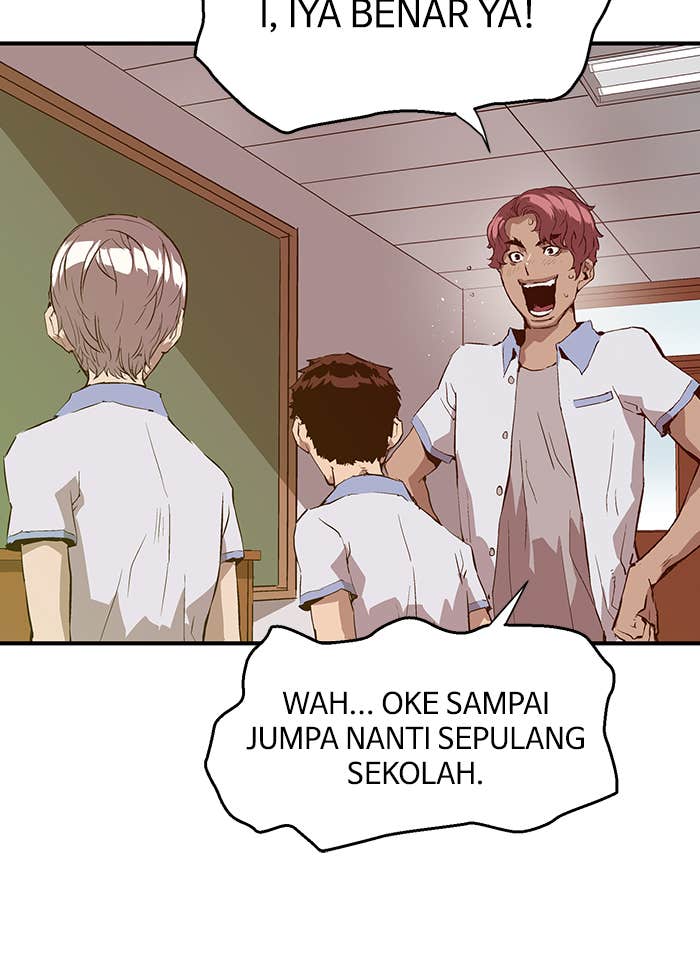 I, IYA BENAR YA!
WAH... OKE SAMPAI
JUMPA NANTI SEPULANG
SEKOLAH.